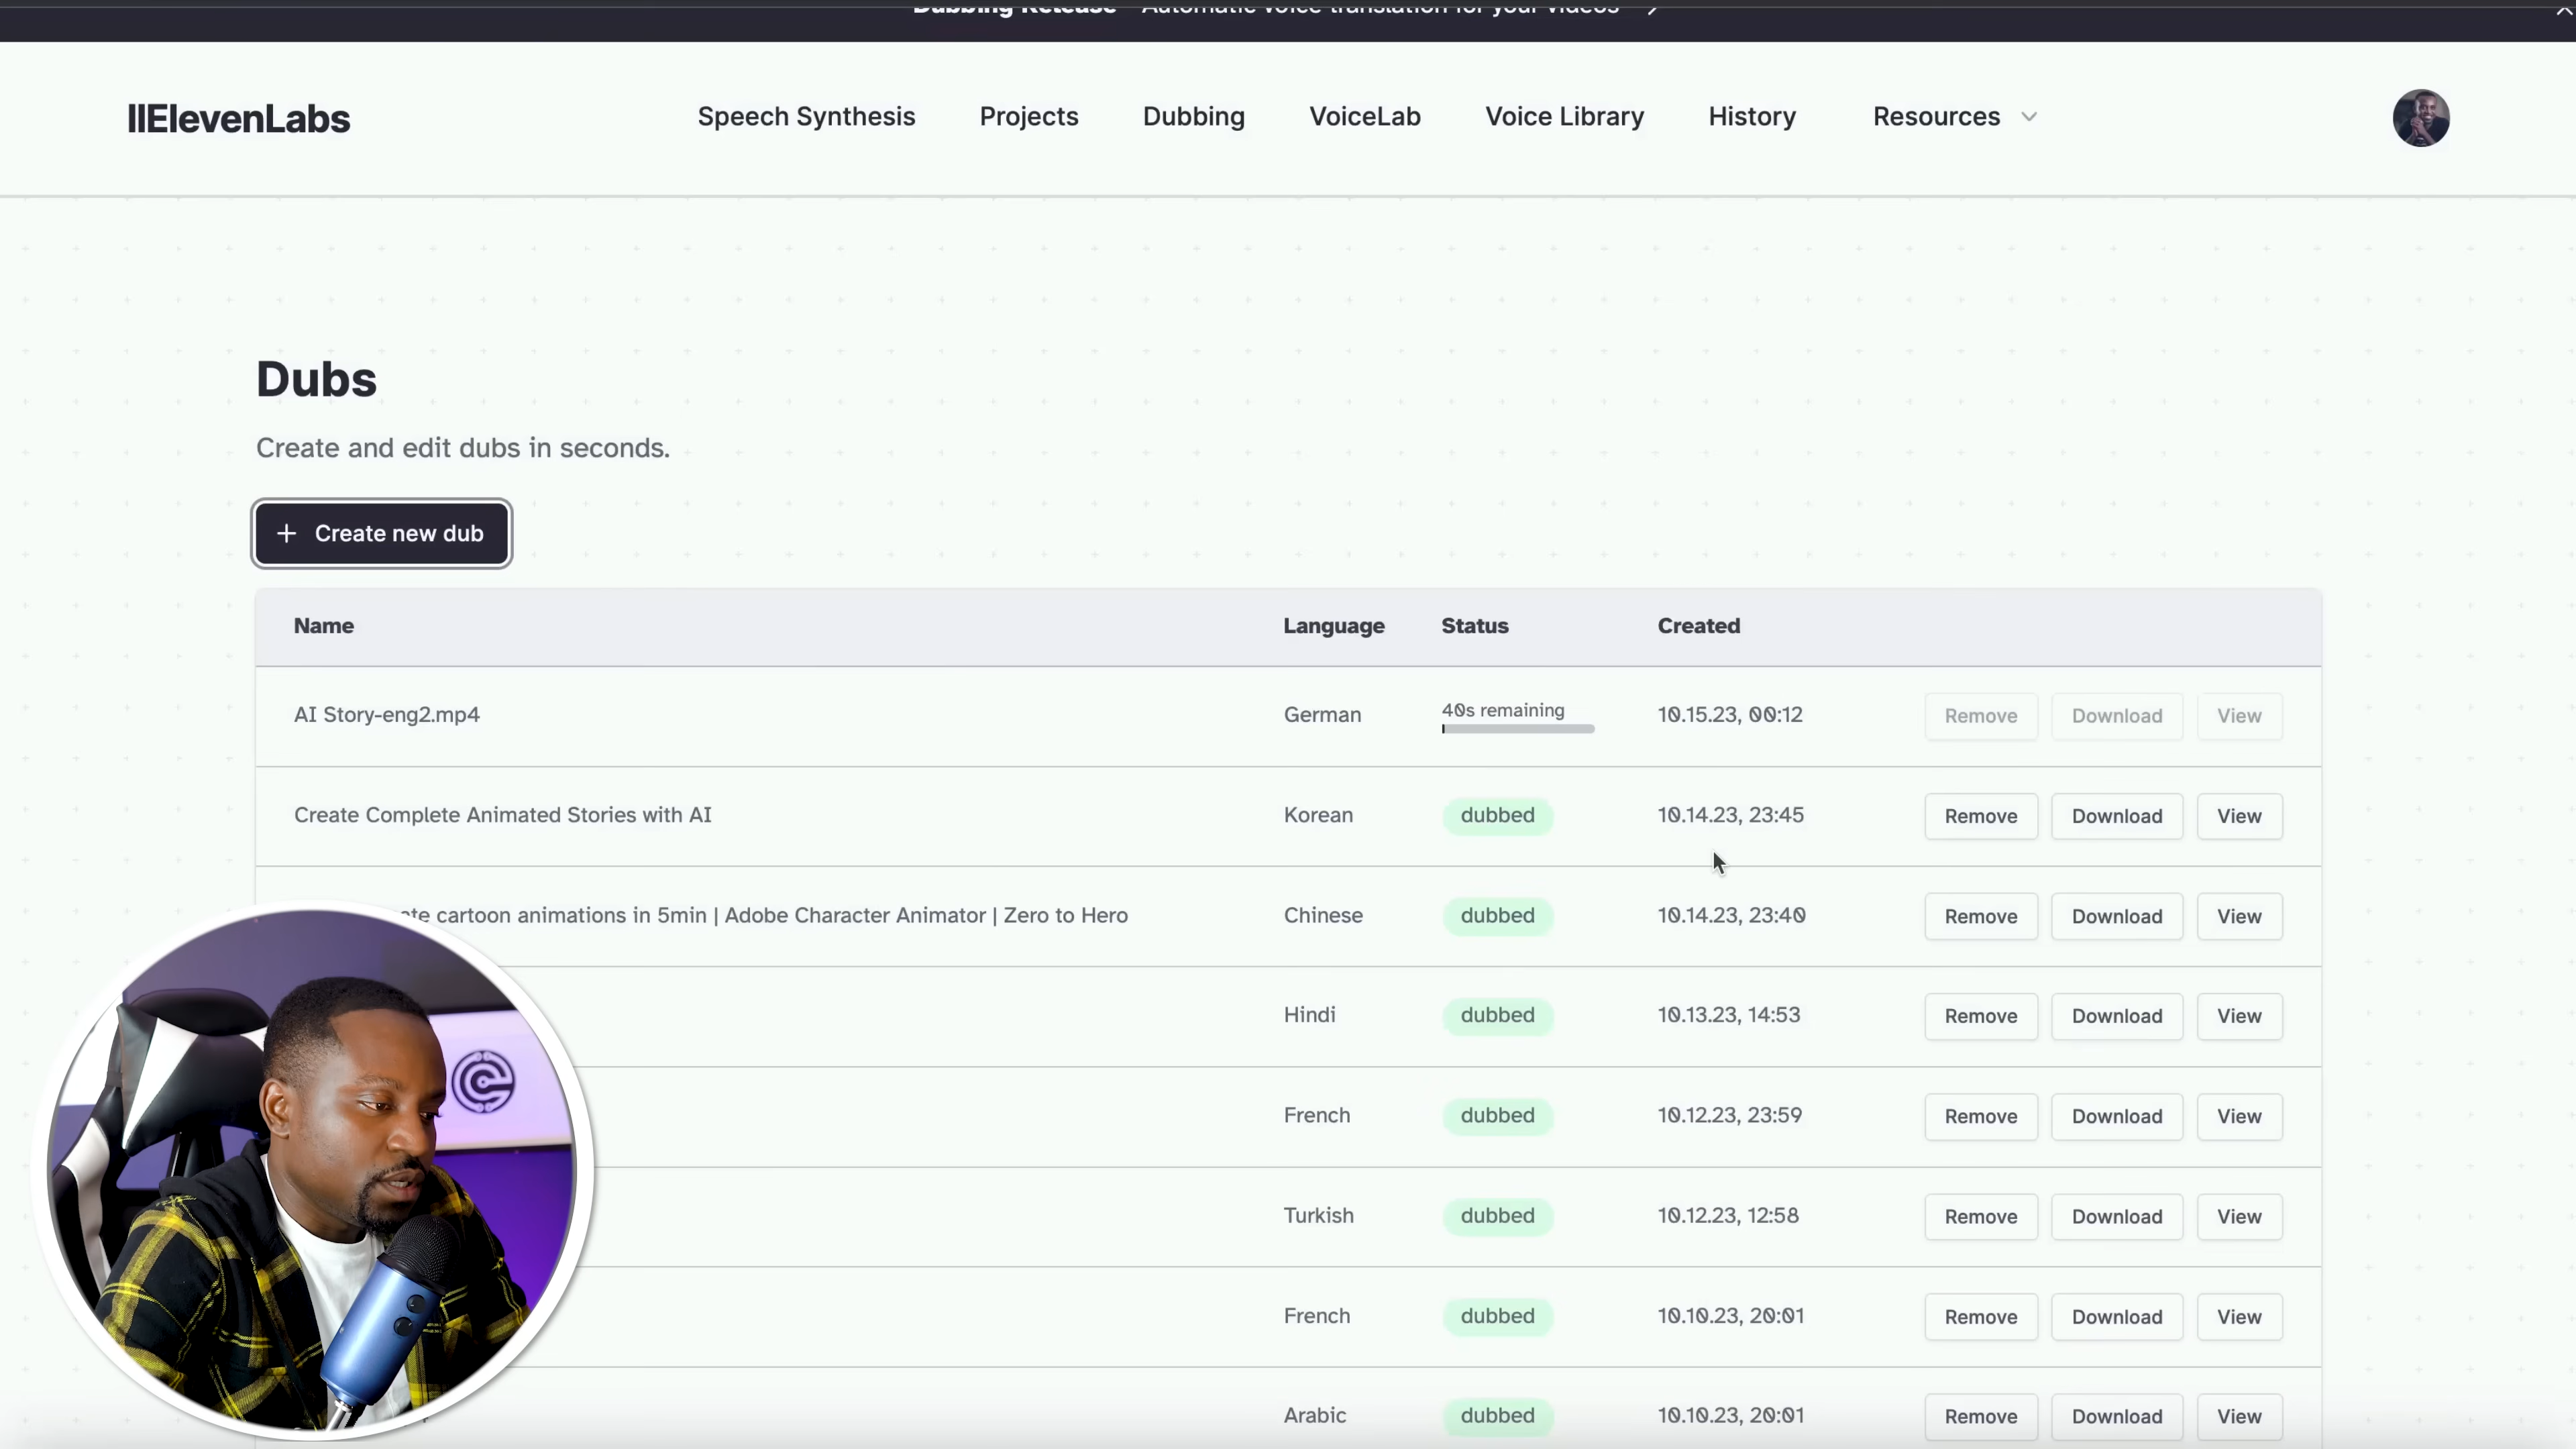 Dubbing Release Automatic voice translation for your videos
IIElevenLabs
Speech Synthesis Projects Dubbing VoiceLab Voice Library History Resources
Dubs
Create and edit dubs in seconds.
+ Create new dub
Name Language Status Created
AI Story-eng2.mp4 German 40s remaining 10.15.23, 00:12 Remove Download View
Create Complete Animated Stories with AI Korean dubbed 10.14.23, 23:45 Remove Download View
cartoon animations in 5min | Adobe Character Animator | Zero to Hero Chinese dubbed 10.14.23, 23:40 Remove Download View
Hindi dubbed 10.13.23, 14:53 Remove Download View
French dubbed 10.12.23, 23:59 Remove Download View
Turkish dubbed 10.12.23, 12:58 Remove Download View
French dubbed 10.10.23, 20:01 Remove Download View
Arabic dubbed 10.10.23, 20:01 Remove Download View